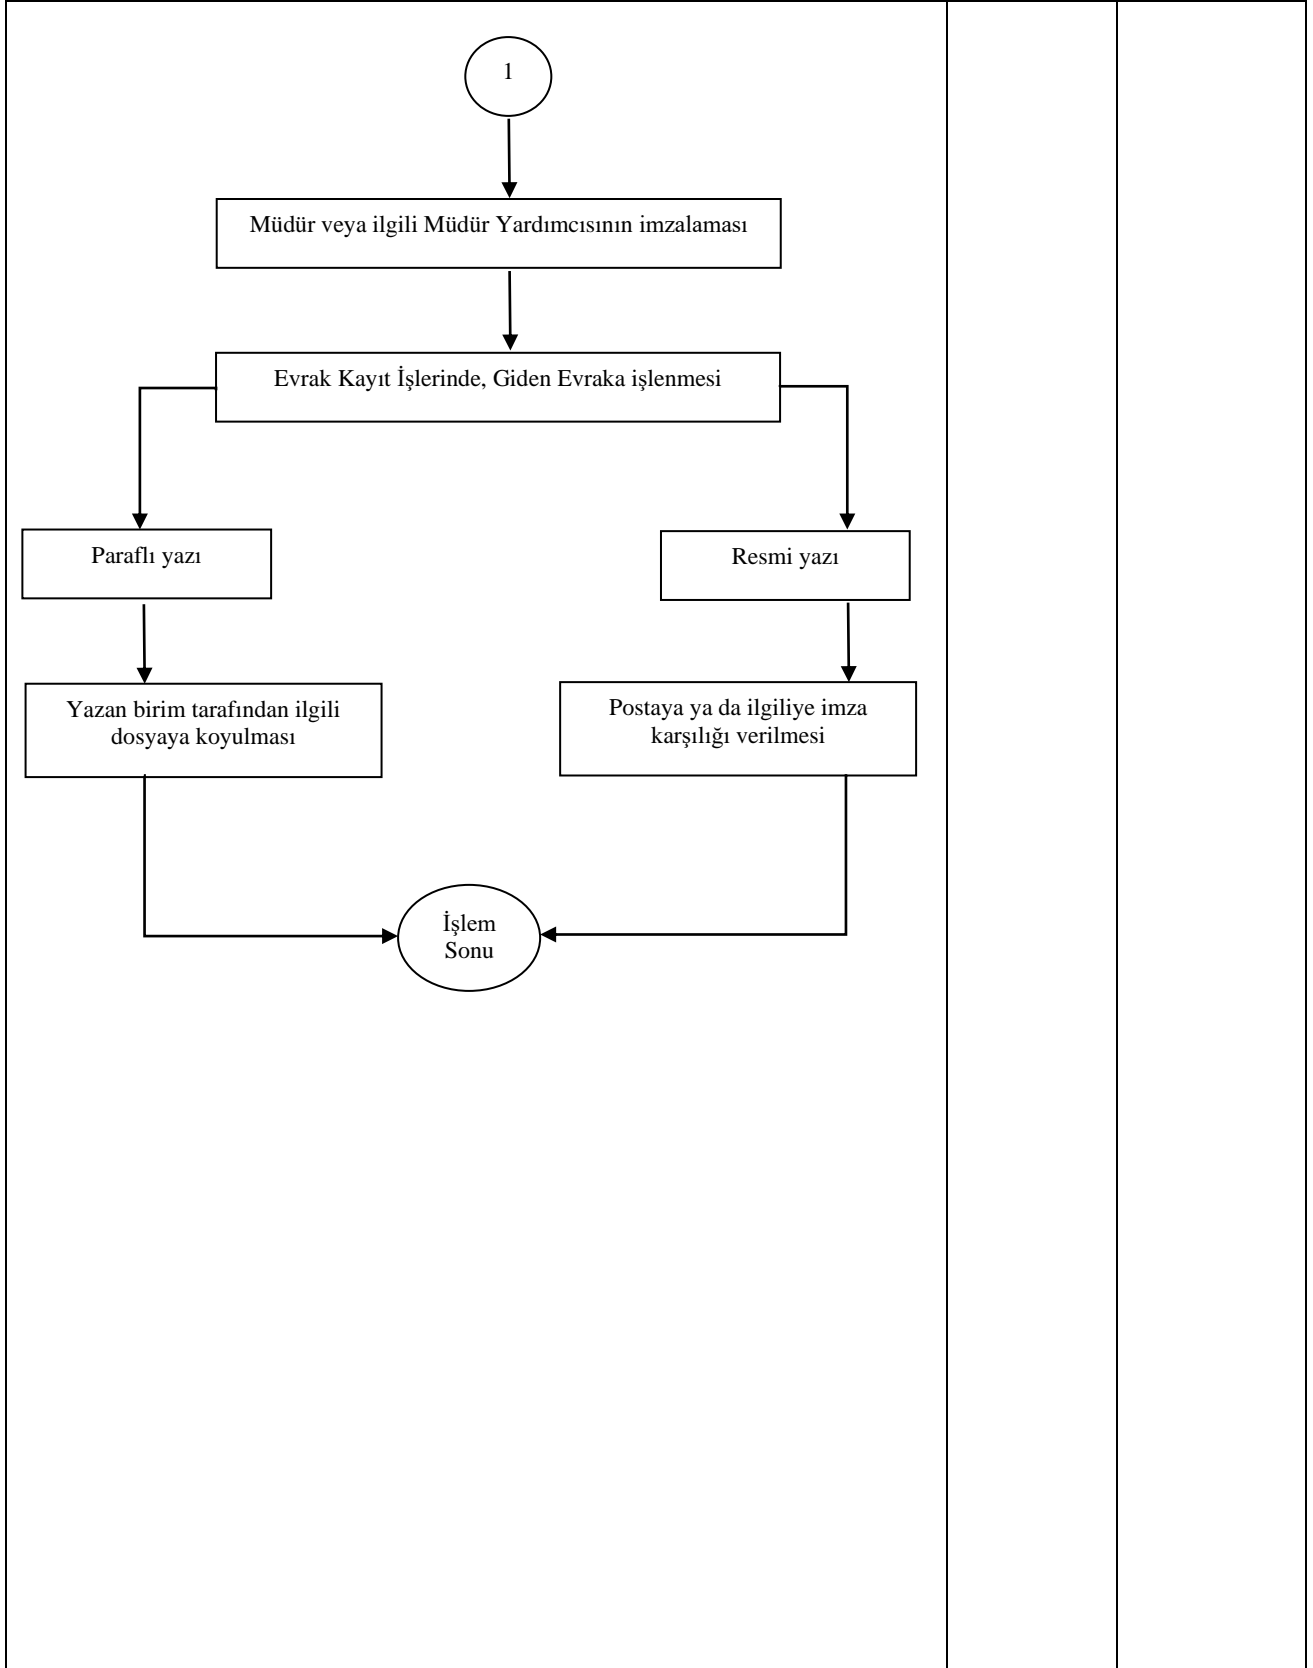 1
Müdür veya ilgili Müdür Yardımcısının imzalaması
Evrak Kayıt İşlerinde, Giden Evraka işlenmesi
Paraflı yazı
Resmi yazı
Yazan birim tarafından ilgili
dosyaya koyulması
Postaya ya da ilgiliye imza
karşılığı verilmesi
İşlem
Sonu